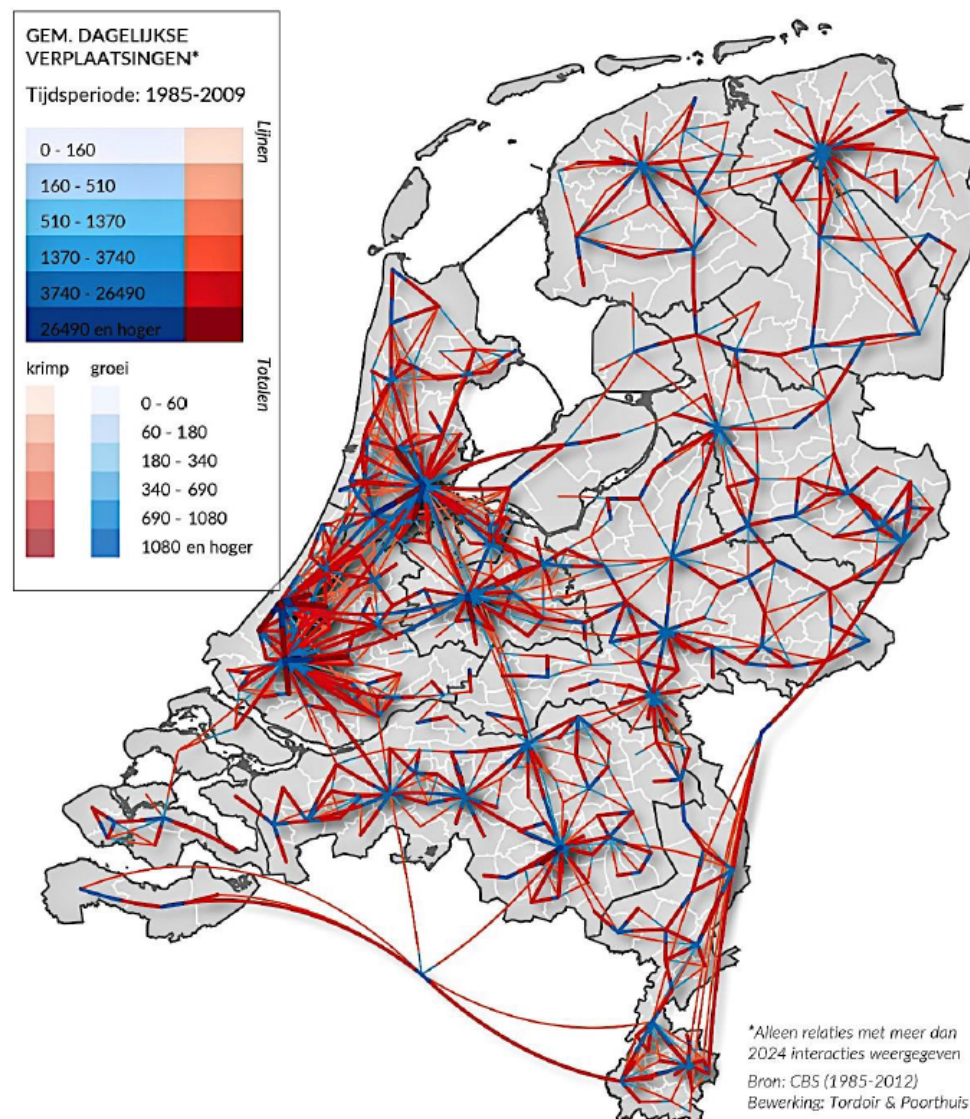 GEM. DAGELIJKSE
VERPLAATSINGEN*
Tijdsperiode: 1985-2009
Lijnen
0 - 160
160 - 510
510 - 1370
1370 - 3740
3740 - 26490
26490 en hoger
Totalen
krimp groei
0 - 60
60 - 180
180 - 340
340 - 690
690 - 1080
1080 en hoger
*Alleen relaties met meer dan
2024 interacties weergegeven
Bron: CBS (1985-2012)
Bewerking: Tordoir & Poorthuis